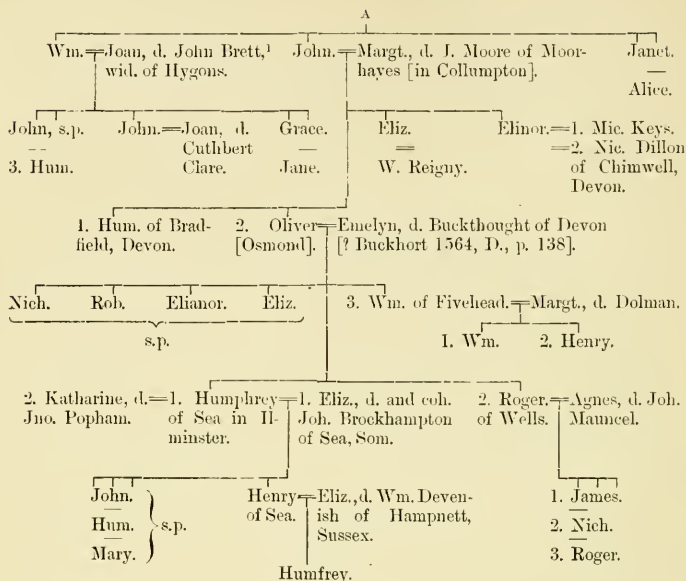 A
Wm.=Joan, d. John Brett,¹ John.=Margt., d. J. Moore of Moor- Janet.
wid. of Hygons. hayes [in Collumpton]. —
Alice.
John, s.p. John.=Joan, d. Grace. Eliz. Elinor.=1. Mic. Keys.
-- Cuthbert — = =2. Nic. Dillon
3. Hum. Clare. Jane. W. Reigny. of Chimwell,
Devon.
1. Hum. of Brad- 2. Oliver=Emelyn, d. Buckthought of Devon
field, Devon. [Osmond]. [? Buckhort 1564, D., p. 138].
Nich. Rob. Elianor. Eliz. 3. Wm. of Fivehead.=Margt., d. Dolman.
s.p. 1. Wm. 2. Henry.
2. Katharine, d.=1. Humphrey=1. Eliz., d. and coh. 2. Roger.=Agnes, d. Joh.
Jno. Popham. of Sea in Il- Joh. Brockhampton of Wells. Mauncel.
minster. of Sea, Som.
John. Henry=Eliz., d. Wm. Deven- 1. James.
— of Sea. ish of Hampnett, —
Hum. s.p. Sussex. 2. Nich.
— —
Mary. 3. Roger.
Humfrey.